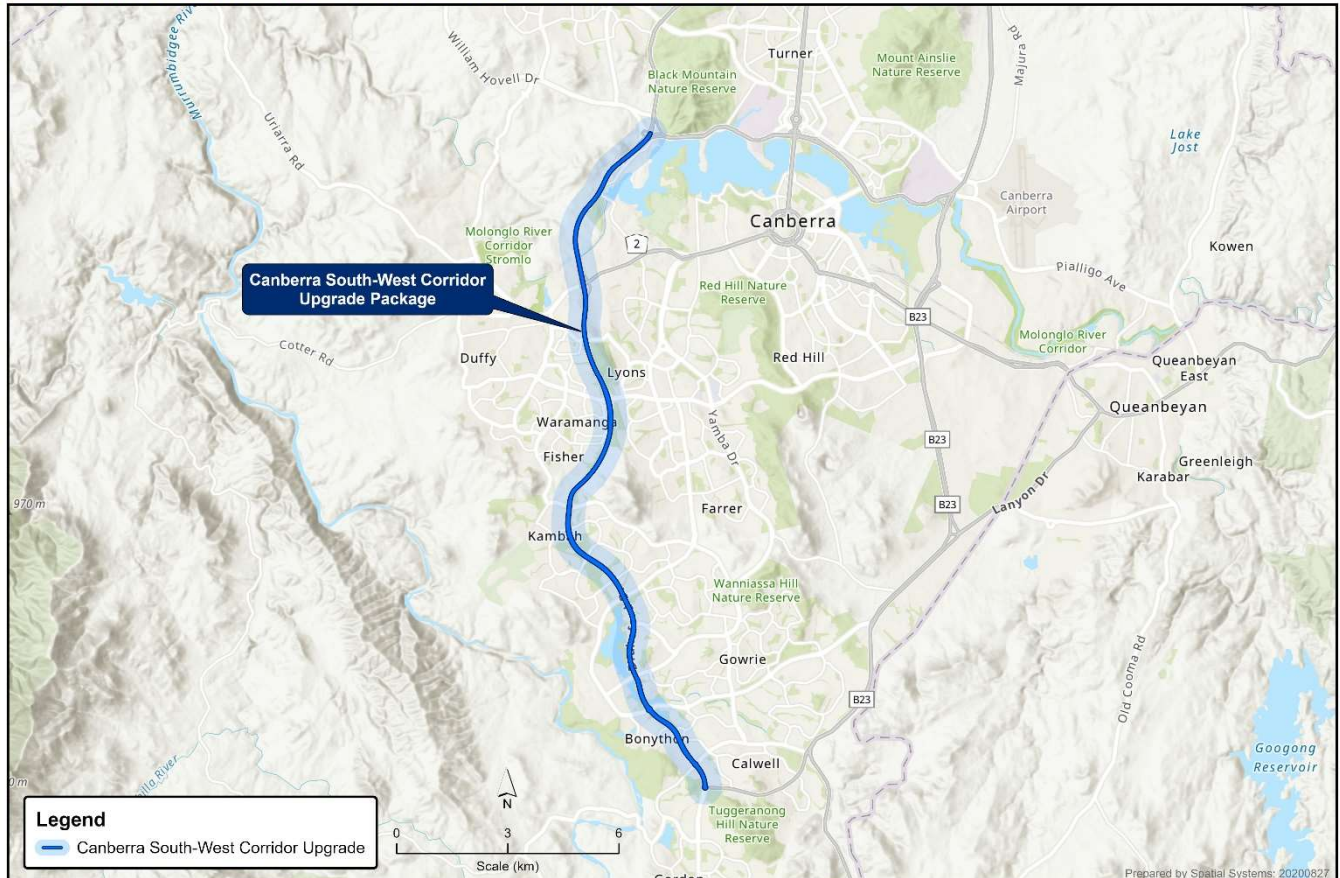 Murrumbidgee River
William Hovell Dr
Turner
Black Mountain
Nature Reserve
Mount Ainslie
Nature Reserve
Majura
Rd
Uriarra Rd
Lake
Jost
Canberra
Airport
Canberra
Molonglo River
Corridor
Stromlo
2
Kowen
Canberra South-West Corridor
Upgrade Package
Pialligo Ave
Red Hill Nature
Reserve
B23
Molonglo River
Corridor
Cotter Rd
Duffy
Red Hill
Lyons
Queanbeyan
East
Queanbeyan
Waramanga
Yamba Dr
B23
Fisher
Greenleigh
Karabar
970 m
B23
Lanyon Dr
Farrer
Kambah
Wanniassa Hill
Nature Reserve
Gowrie
B23
Old Cooma Rd
Bonython
Calwell
Googong
Reservoir
0 m
illa River
N
Tuggeranong
Hill Nature
Reserve
Legend
Canberra South-West Corridor Upgrade
0 3 6
Scale (km)
Prepared by Spatial Systems: 20200827